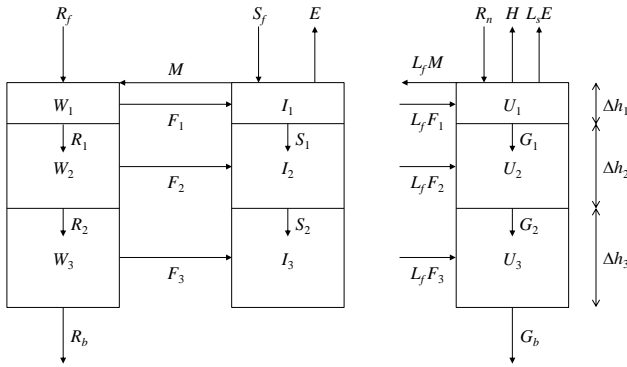 R_f S_f E R_n H L_sE
M L_fM
W_1 I_1 U_1 Δh_1
F_1 L_fF_1
R_1 S_1 G_1
W_2 F_2 I_2 L_fF_2 U_2 Δh_2
R_2 S_2 G_2
W_3 F_3 I_3 L_fF_3 U_3 Δh_3
R_b G_b